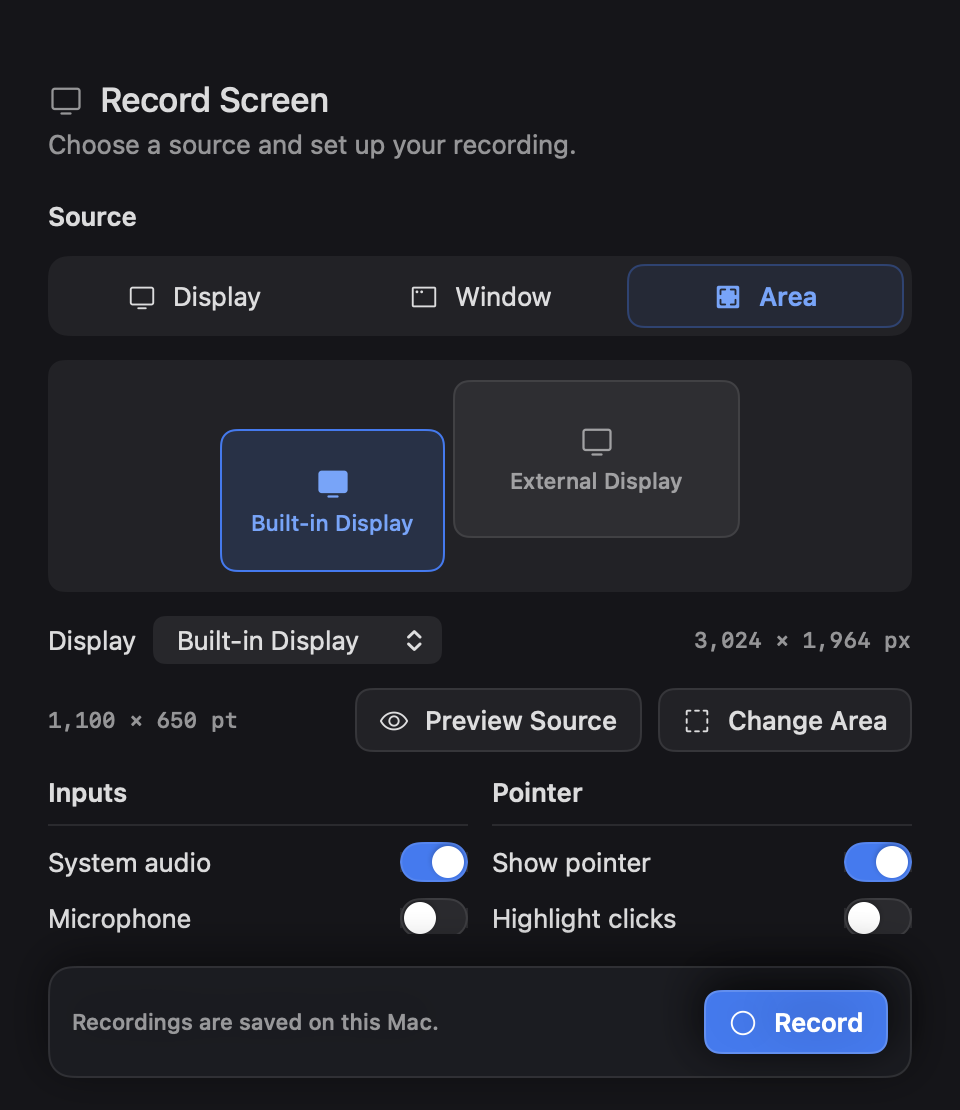 Record Screen
Choose a source and set up your recording.
Source
Display
Window
Area
Built-in Display
External Display
Display
Built-in Display
3,024 × 1,964 px
1,100 × 650 pt
Preview Source
Change Area
Inputs
Pointer
System audio
Show pointer
Microphone
Highlight clicks
Recordings are saved on this Mac.
Record